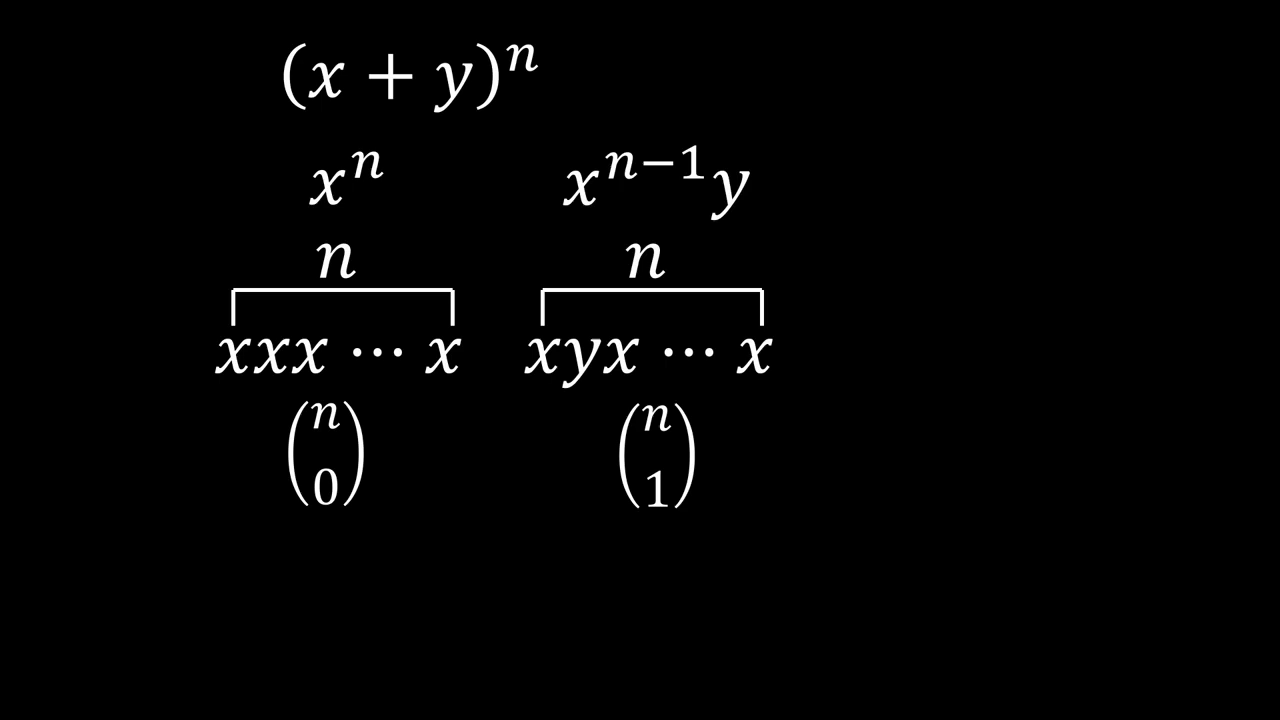 (x + y)^n
x^n x^{n−1}y
n n
xxx ⋯ x xyx ⋯ x
(n 0) (n 1)